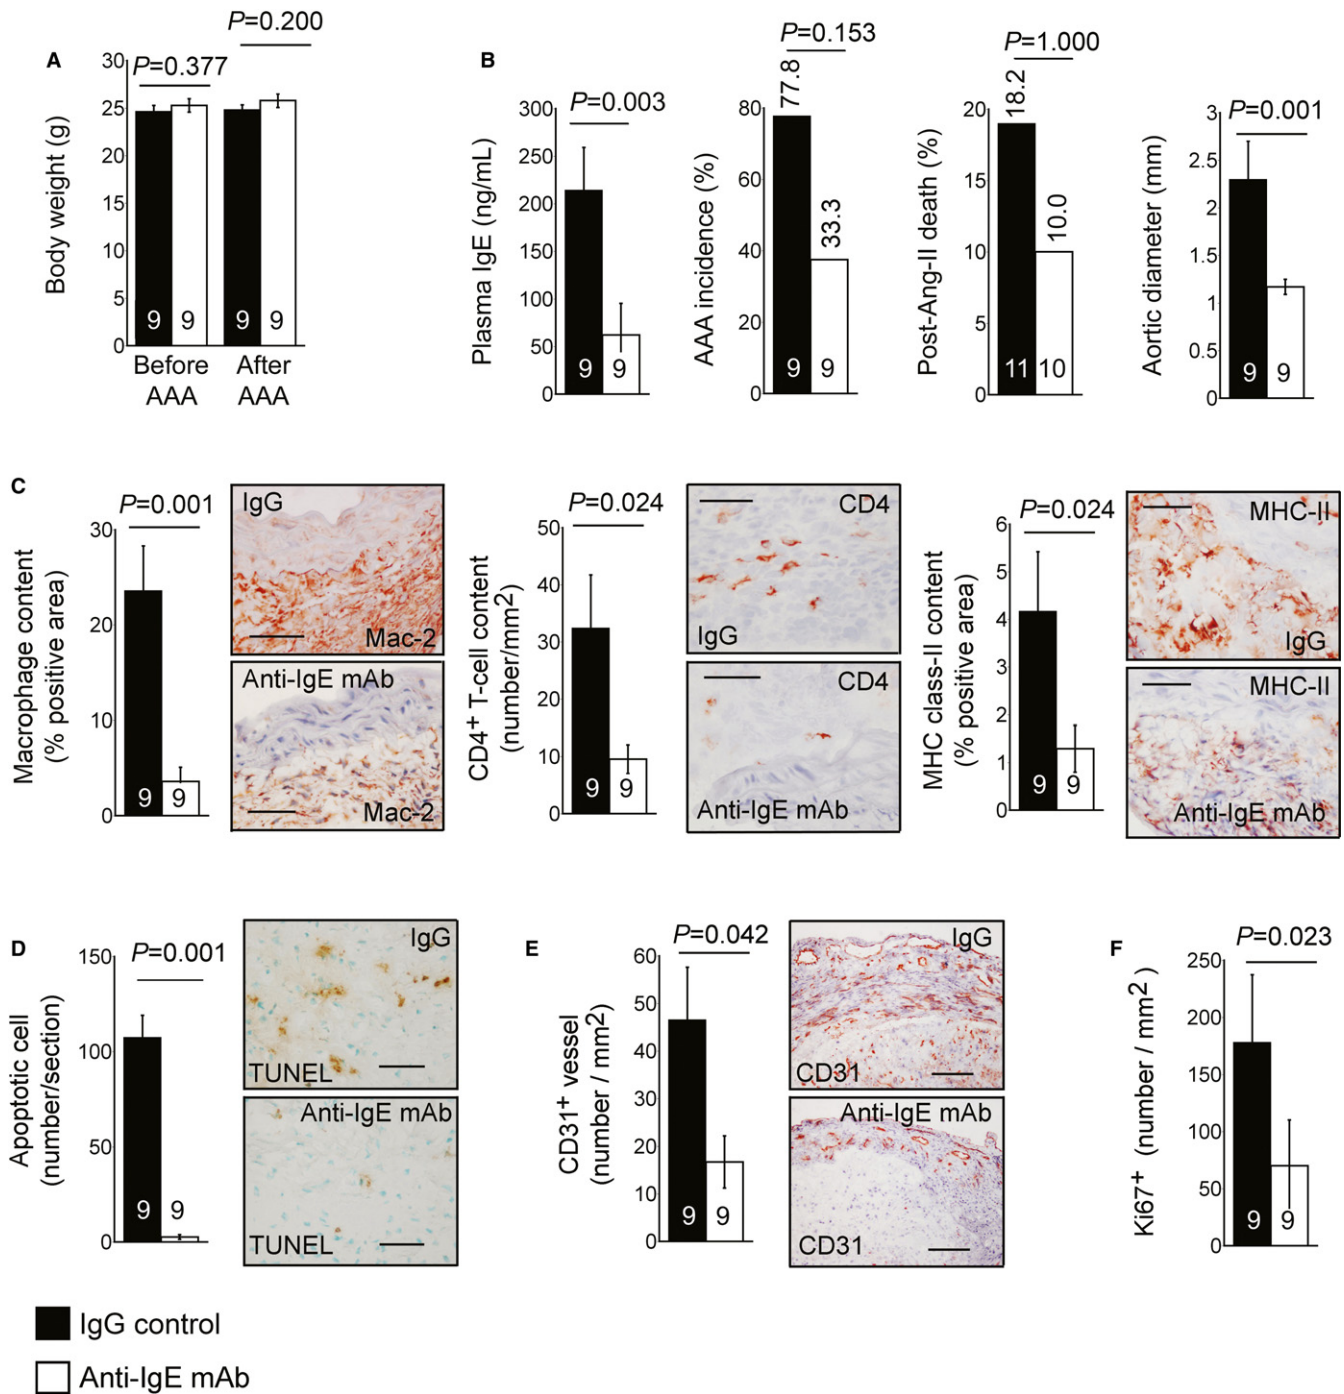 A
P=0.200
P=0.377
Body weight (g)
30
25
20
15
10
5
0
9 9 9 9
Before AAA
After AAA
B
P=0.003
Plasma IgE (ng/mL)
300
250
200
150
100
50
0
9 9
P=0.153
AAA incidence (%)
80
60
40
20
0
77.8
33.3
9 9
P=1.000
Post-Ang-II death (%)
20
15
10
5
0
18.2
10.0
11 10
P=0.001
Aortic diameter (mm)
3
2.5
2
1.5
1
0.5
0
9 9
C
P=0.001
Macrophage content
(% positive area)
30
20
10
0
9 9
IgG
Mac-2
Anti-IgE mAb
Mac-2
P=0.024
CD4+ T-cell content
(number/mm2)
50
40
30
20
10
0
9 9
CD4
IgG
CD4
Anti-IgE mAb
P=0.024
MHC class-II content
(% positive area)
6
5
4
3
2
1
0
9 9
MHC-II
IgG
MHC-II
Anti-IgE mAb
D
P=0.001
Apoptotic cell
(number/section)
150
100
50
0
9 9
IgG
TUNEL
Anti-IgE mAb
TUNEL
E
P=0.042
CD31+ vessel
(number / mm2)
60
50
40
30
20
10
0
9 9
IgG
CD31
Anti-IgE mAb
CD31
F
P=0.023
Ki67+ (number / mm2)
250
200
150
100
50
0
9 9
IgG control
Anti-IgE mAb